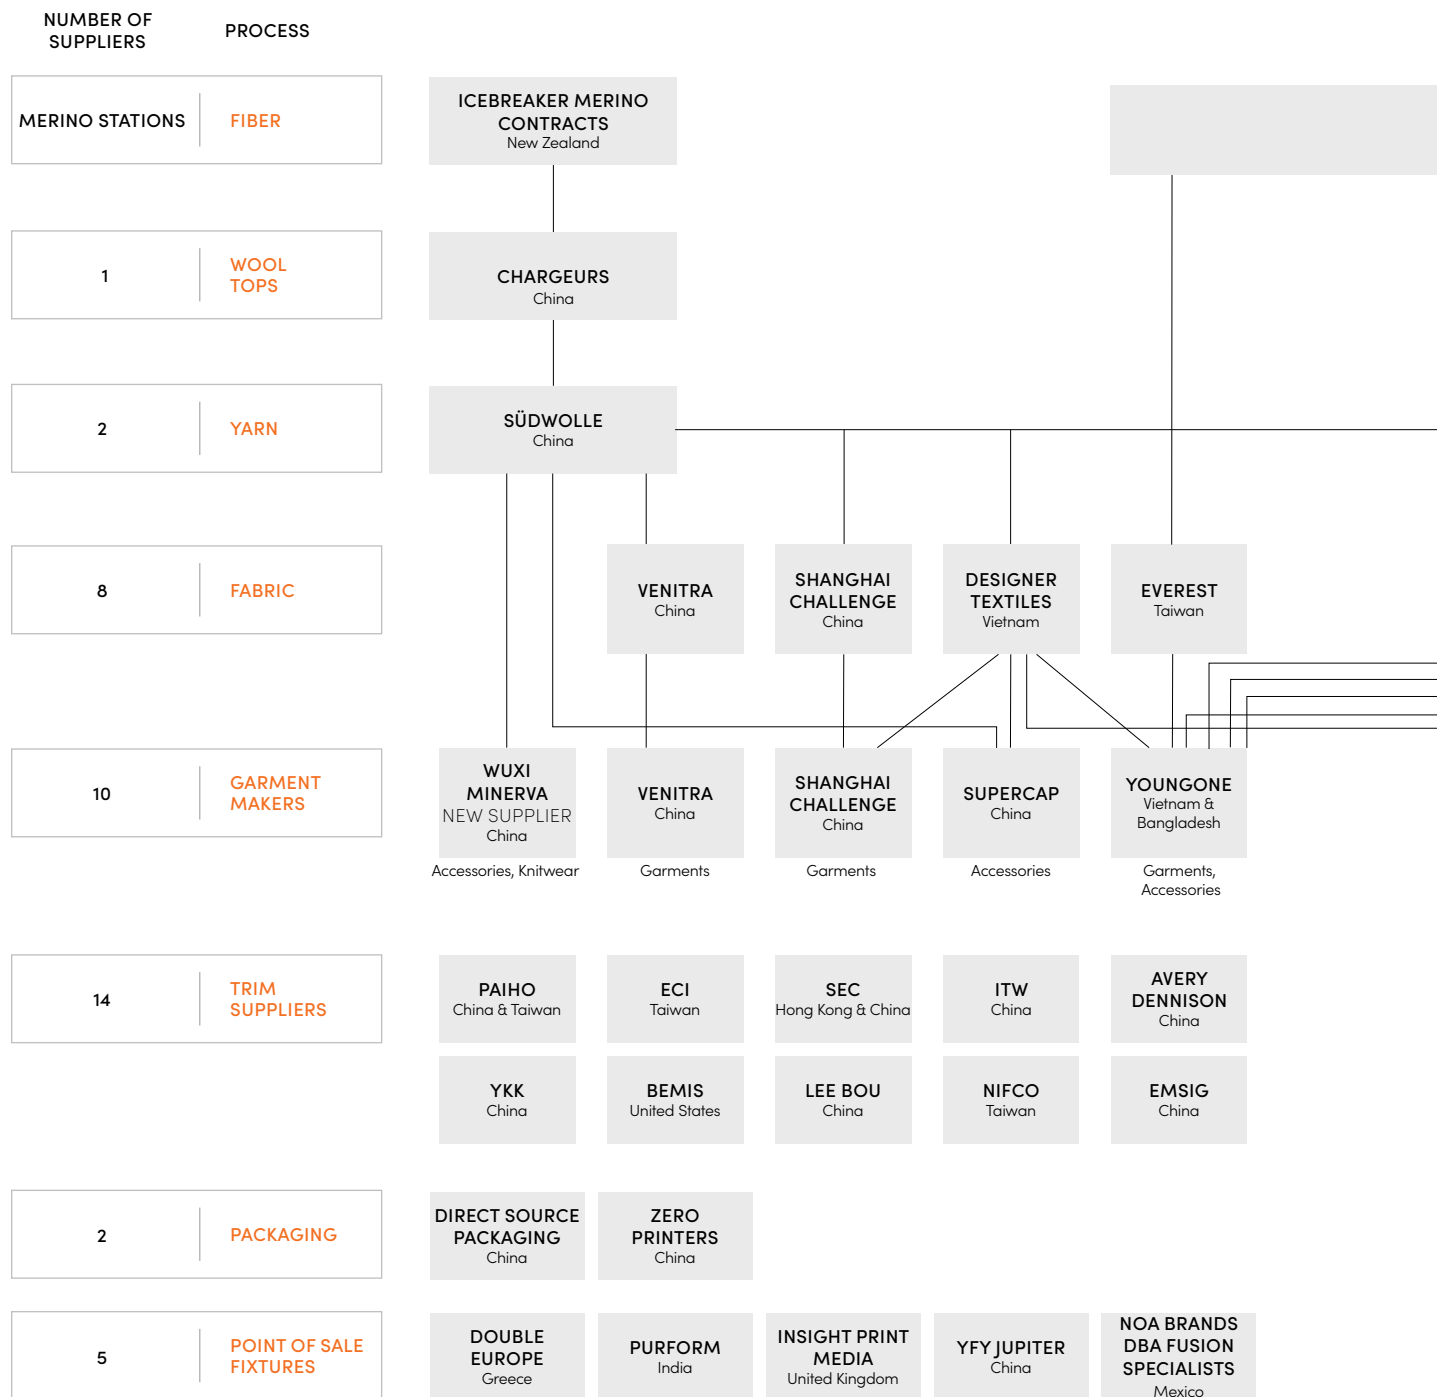 NUMBER OF
SUPPLIERS
PROCESS
MERINO STATIONS
FIBER
ICEBREAKER MERINO
CONTRACTS
New Zealand
1
WOOL
TOPS
CHARGEURS
China
2
YARN
SÜDWOLLE
China
8
FABRIC
VENITRA
China
SHANGHAI
CHALLENGE
China
DESIGNER
TEXTILES
Vietnam
EVEREST
Taiwan
10
GARMENT
MAKERS
WUXI
MINERVA
NEW SUPPLIER
China
Accessories, Knitwear
VENITRA
China
Garments
SHANGHAI
CHALLENGE
China
Garments
SUPERCAP
China
Accessories
YOUNGONE
Vietnam &
Bangladesh
Garments,
Accessories
14
TRIM
SUPPLIERS
PAIHO
China & Taiwan
ECI
Taiwan
SEC
Hong Kong & China
ITW
China
AVERY
DENNISON
China
YKK
China
BEMIS
United States
LEE BOU
China
NIFCO
Taiwan
EMSIG
China
2
PACKAGING
DIRECT SOURCE
PACKAGING
China
ZERO
PRINTERS
China
5
POINT OF SALE
FIXTURES
DOUBLE
EUROPE
Greece
PURFORM
India
INSIGHT PRINT
MEDIA
United Kingdom
YFY JUPITER
China
NOA BRANDS
DBA FUSION
SPECIALISTS
Mexico